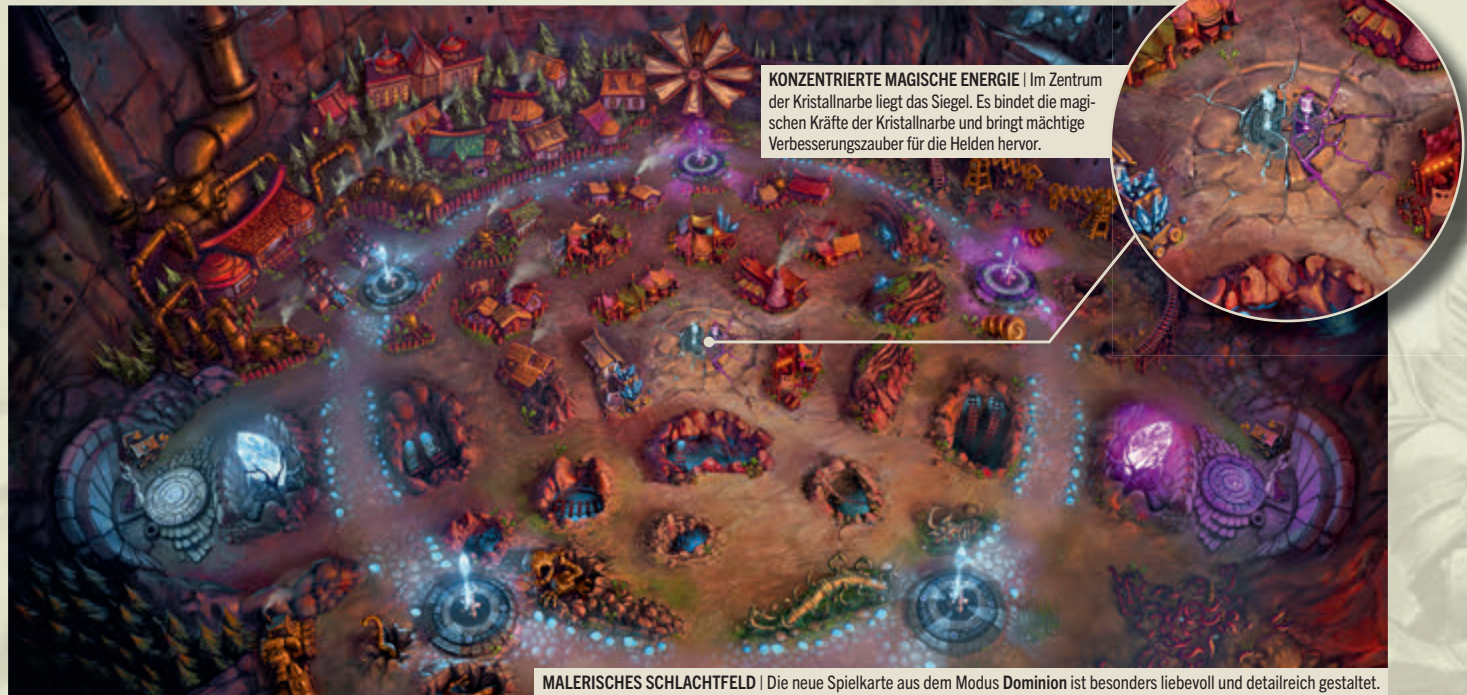 KONZENTRIERTE MAGISCHE ENERGIE | Im Zentrum
der Kristallnarbe liegt das Siegel. Es bindet die magi-
schen Kräfte der Kristallnarbe und bringt mächtige
Verbesserungszauber für die Helden hervor.
MALERISCHES SCHLACHTFELD | Die neue Spielkarte aus dem Modus Dominion ist besonders liebevoll und detailreich gestaltet.